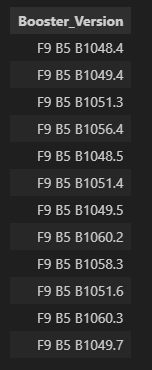 Booster_Version
F9 B5 B1048.4
F9 B5 B1049.4
F9 B5 B1051.3
F9 B5 B1056.4
F9 B5 B1048.5
F9 B5 B1051.4
F9 B5 B1049.5
F9 B5 B1060.2
F9 B5 B1058.3
F9 B5 B1051.6
F9 B5 B1060.3
F9 B5 B1049.7